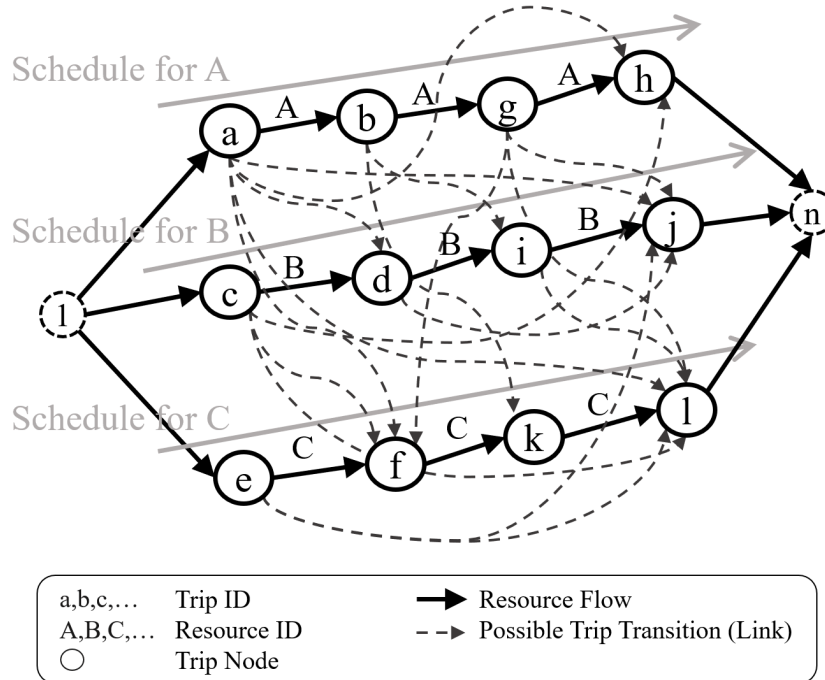 Schedule for A
A
A
A
h
g
b
a
Schedule for B
n
j
B
i
B
d
B
c
1
Schedule for C
l
C
k
C
f
C
e
a,b,c,… Trip ID
A,B,C,… Resource ID
Trip Node
Resource Flow
Possible Trip Transition (Link)